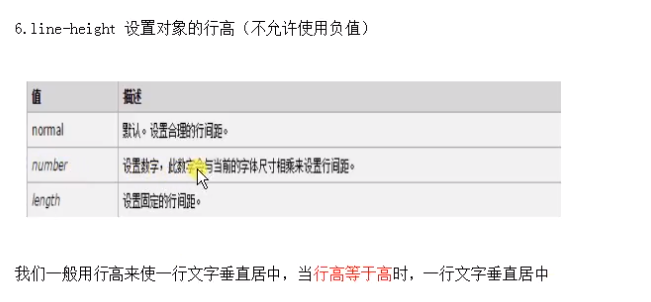 6.line-height 设置对象的行高（不允许使用负值）
值 描述
normal 默认。设置合理的行间距。
number 设置数字，此数字会与当前的字体尺寸相乘来设置行间距。
length 设置固定的行间距。
我们一般用行高来使一行文字垂直居中，当行高等于高时，一行文字垂直居中